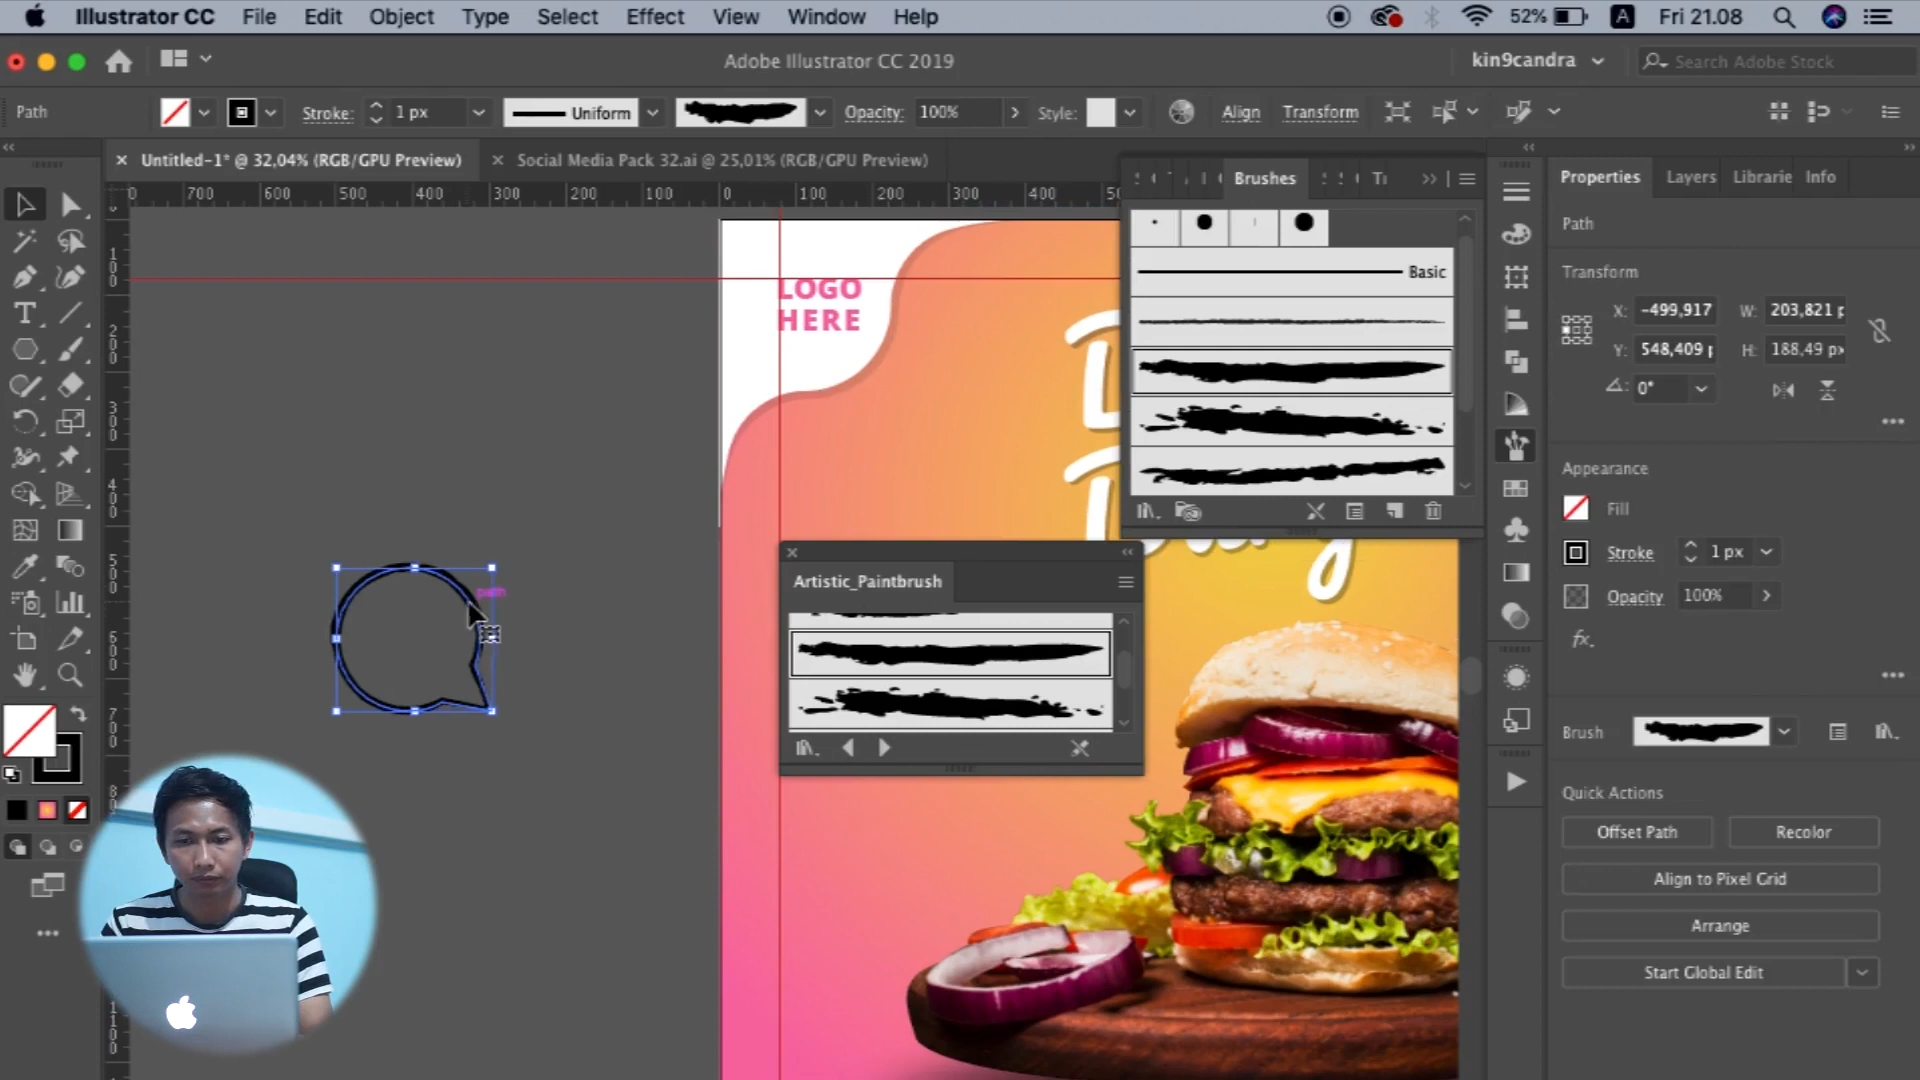 Illustrator CC File Edit Object Type Select Effect View Window Help 52% A Fri 21.08
Adobe Illustrator CC 2019 kin9candra Search Adobe Stock
Path Stroke: 1 px Uniform Opacity: 100% Style: Align Transform
Untitled-1* @ 32,04% (RGB/GPU Preview) Social Media Pack 32.ai @ 25,01% (RGB/GPU Preview)
700 600 500 400 300 200 100 0 100 200 300 400
Brushes
Basic
Properties Layers Librarie Info
Path
Transform
X: -499,917 W: 203,821 p
Y: 548,409 H: 188,49 px
0°
Appearance
Fill
Stroke 1 px
Opacity 100%
fx.
Brush
Quick Actions
Offset Path Recolor
Align to Pixel Grid
Arrange
Start Global Edit
LOGO
HERE
path
Artistic_Paintbrush